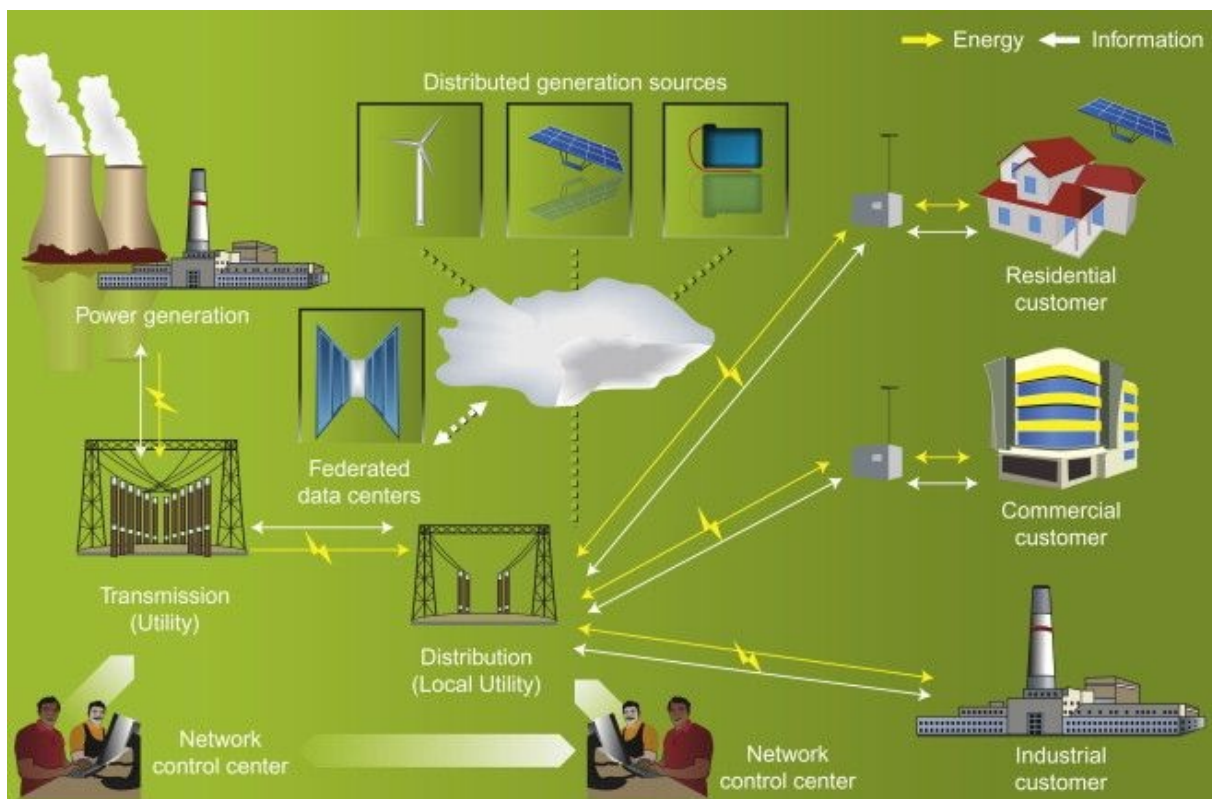 Energy
Information
Distributed generation sources
Power generation
Residential
customer
Federated
data centers
Commercial
customer
Transmission
(Utility)
Distribution
(Local Utility)
Network
control center
Network
control center
Industrial
customer